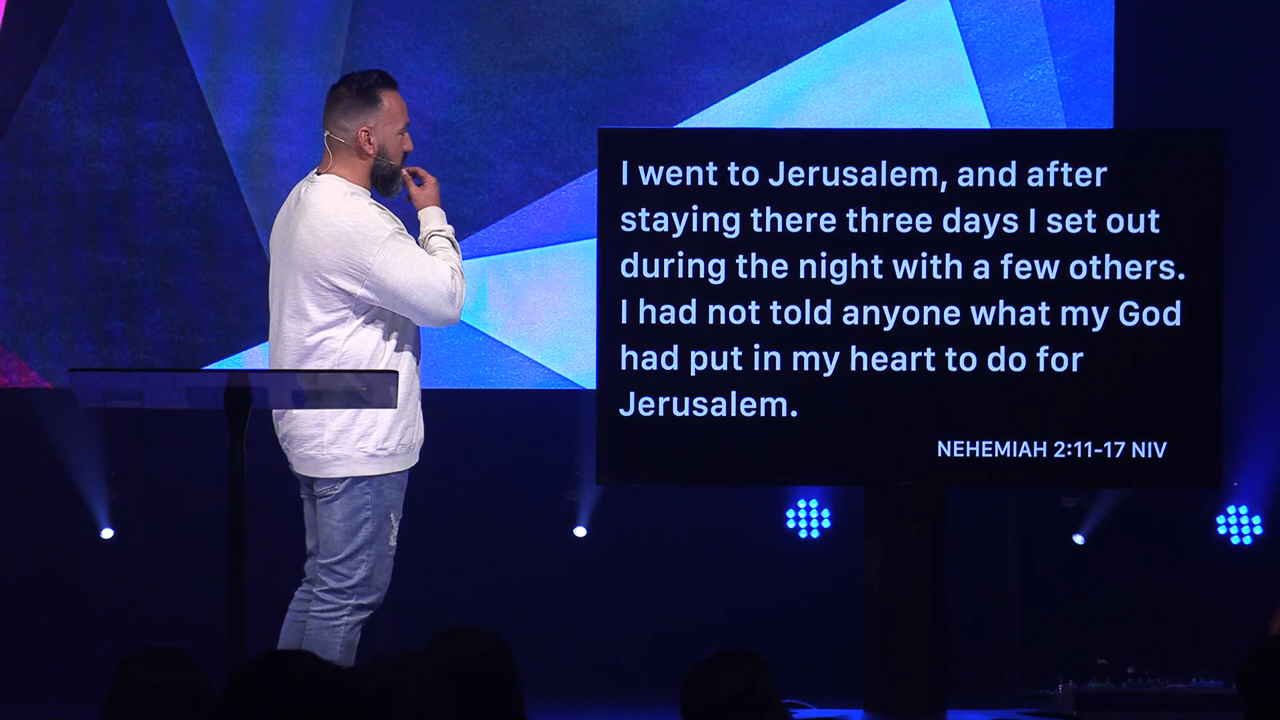 I went to Jerusalem, and after
staying there three days I set out
during the night with a few others.
I had not told anyone what my God
had put in my heart to do for
Jerusalem.
NEHEMIAH 2:11-17 NIV